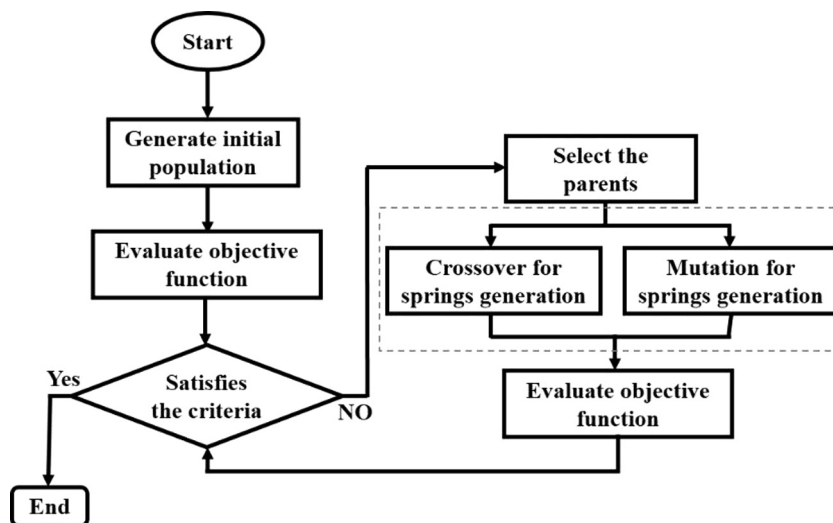 Start
Generate initial
population
Evaluate objective
function
Satisfies
the criteria
Yes
NO
End
Select the
parents
Crossover for
springs generation
Mutation for
springs generation
Evaluate objective
function